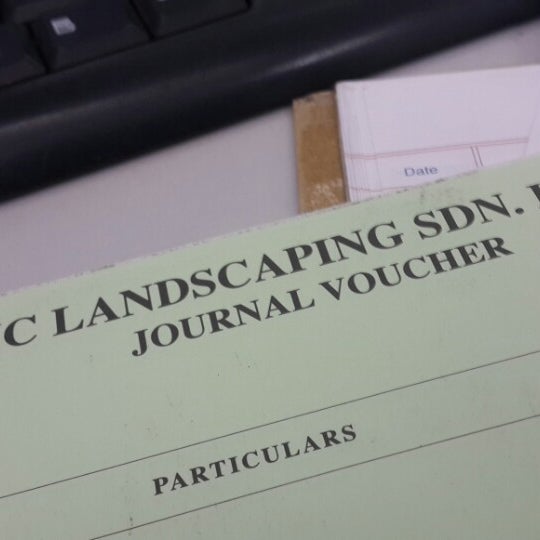 Date
C LANDSCAPING SDN.
JOURNAL VOUCHER
PARTICULARS